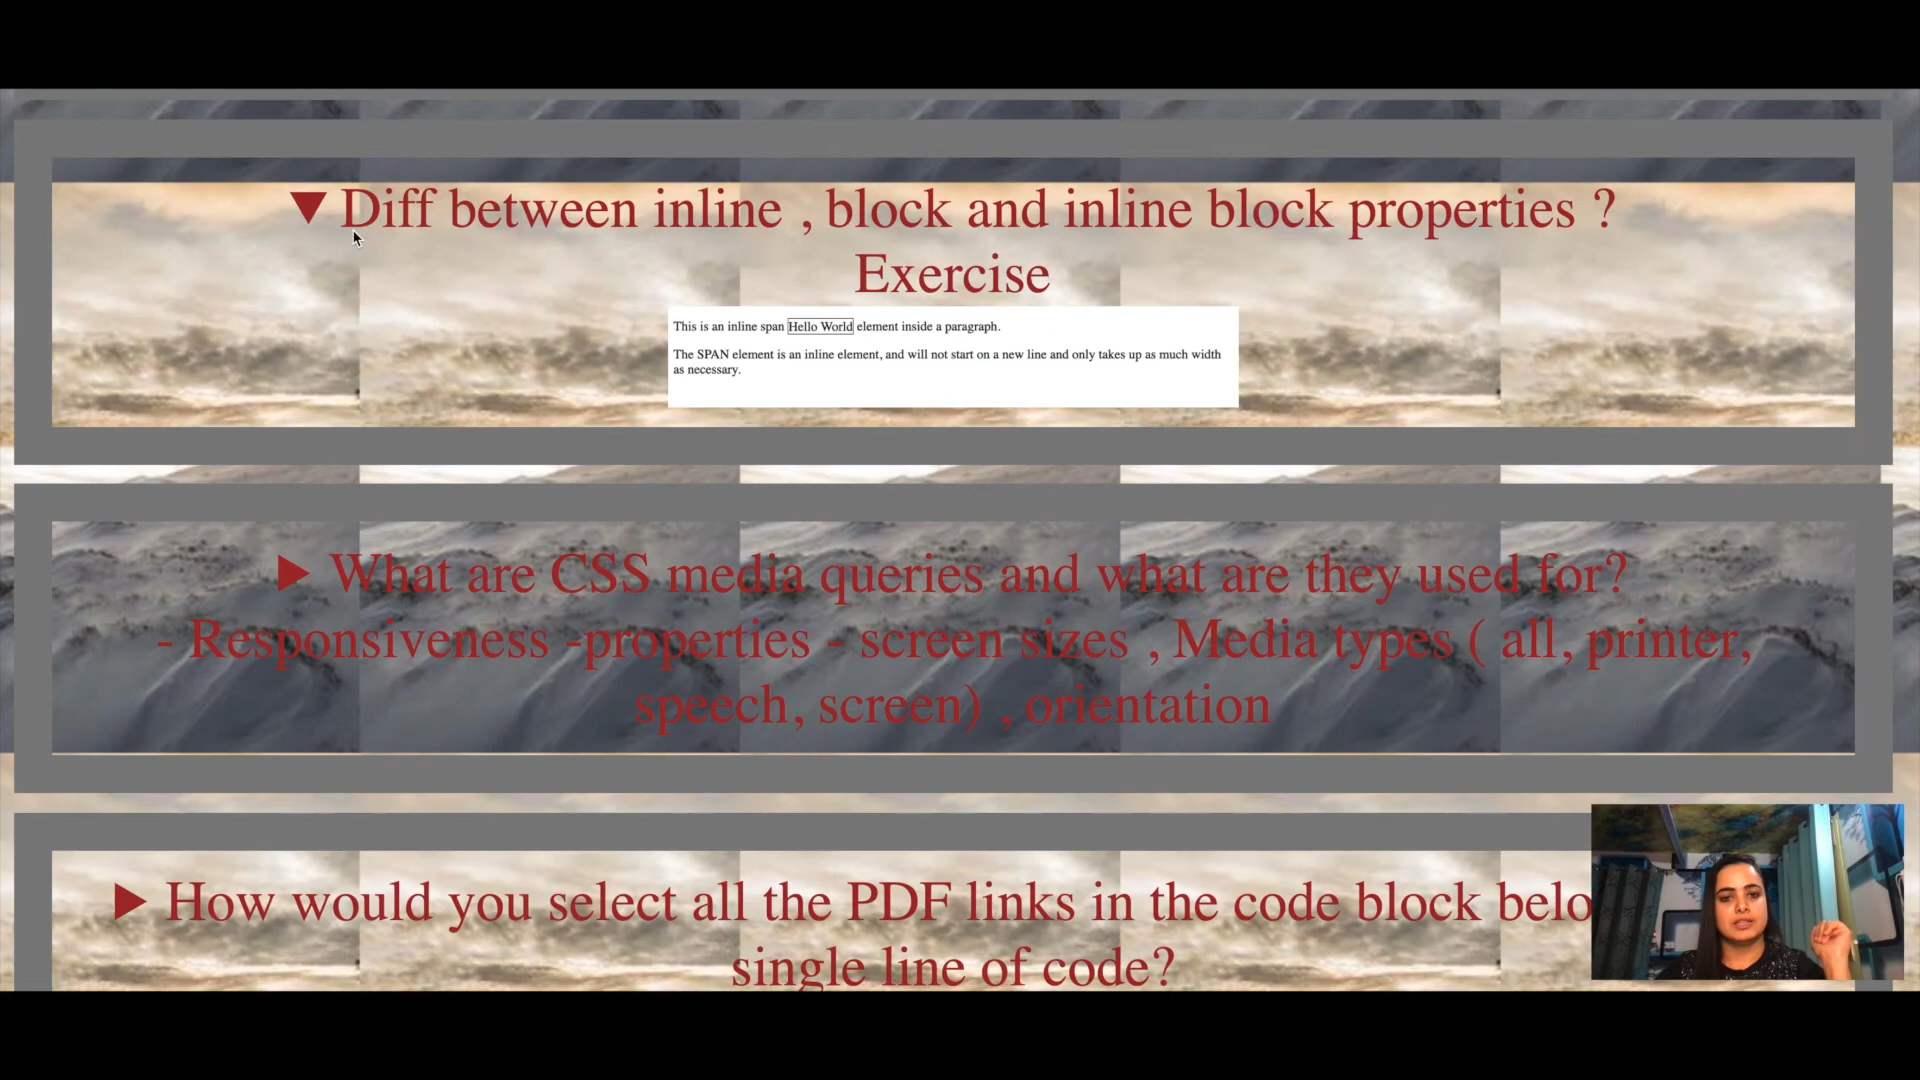 ▼ Diff between inline , block and inline block properties ?
Exercise
This is an inline span Hello World element inside a paragraph.
The SPAN element is an inline element, and will not start on a new line and only takes up as much width
as necessary.
▶ What are CSS media queries and what are they used for?
- Responsiveness -properties - screen sizes , Media types ( all, printer,
speech, screen) , orientation
▶ How would you select all the PDF links in the code block
single line of code?